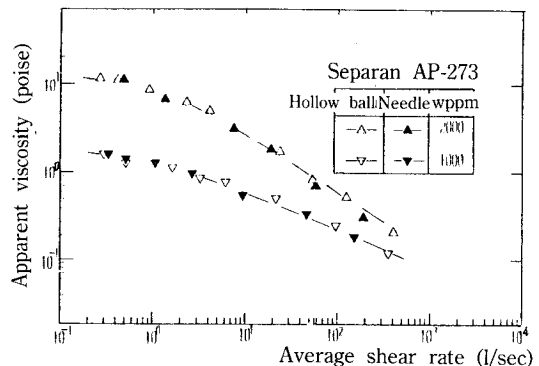 Separan AP-273
Hollow ball Needle wppm
2000
1000
Apparent viscosity (poise)
10¹
10⁰
10⁻¹
10⁻¹ 10⁰ 10¹ 10² 10³ 10⁴
Average shear rate (1/sec)